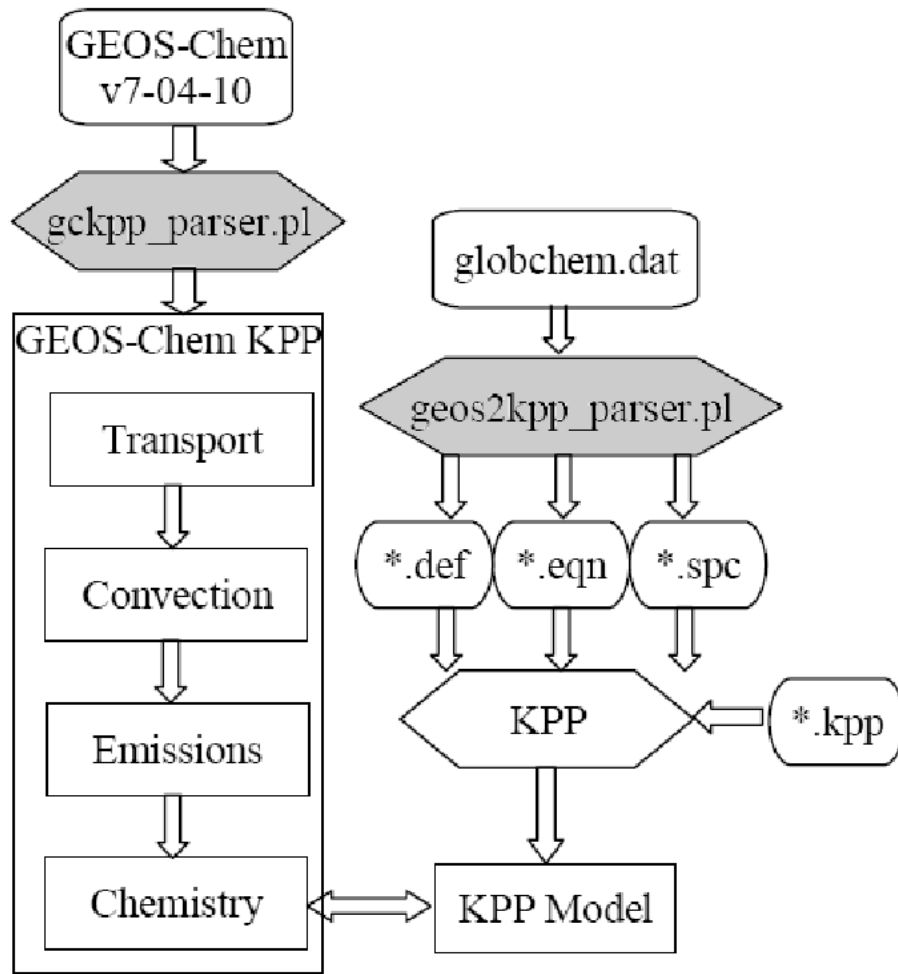 GEOS-Chem
v7-04-10
gckpp_parser.pl
GEOS-Chem KPP
Transport
Convection
Emissions
Chemistry
globchem.dat
geos2kpp_parser.pl
*.def
*.eqn
*.spc
KPP
*.kpp
KPP Model